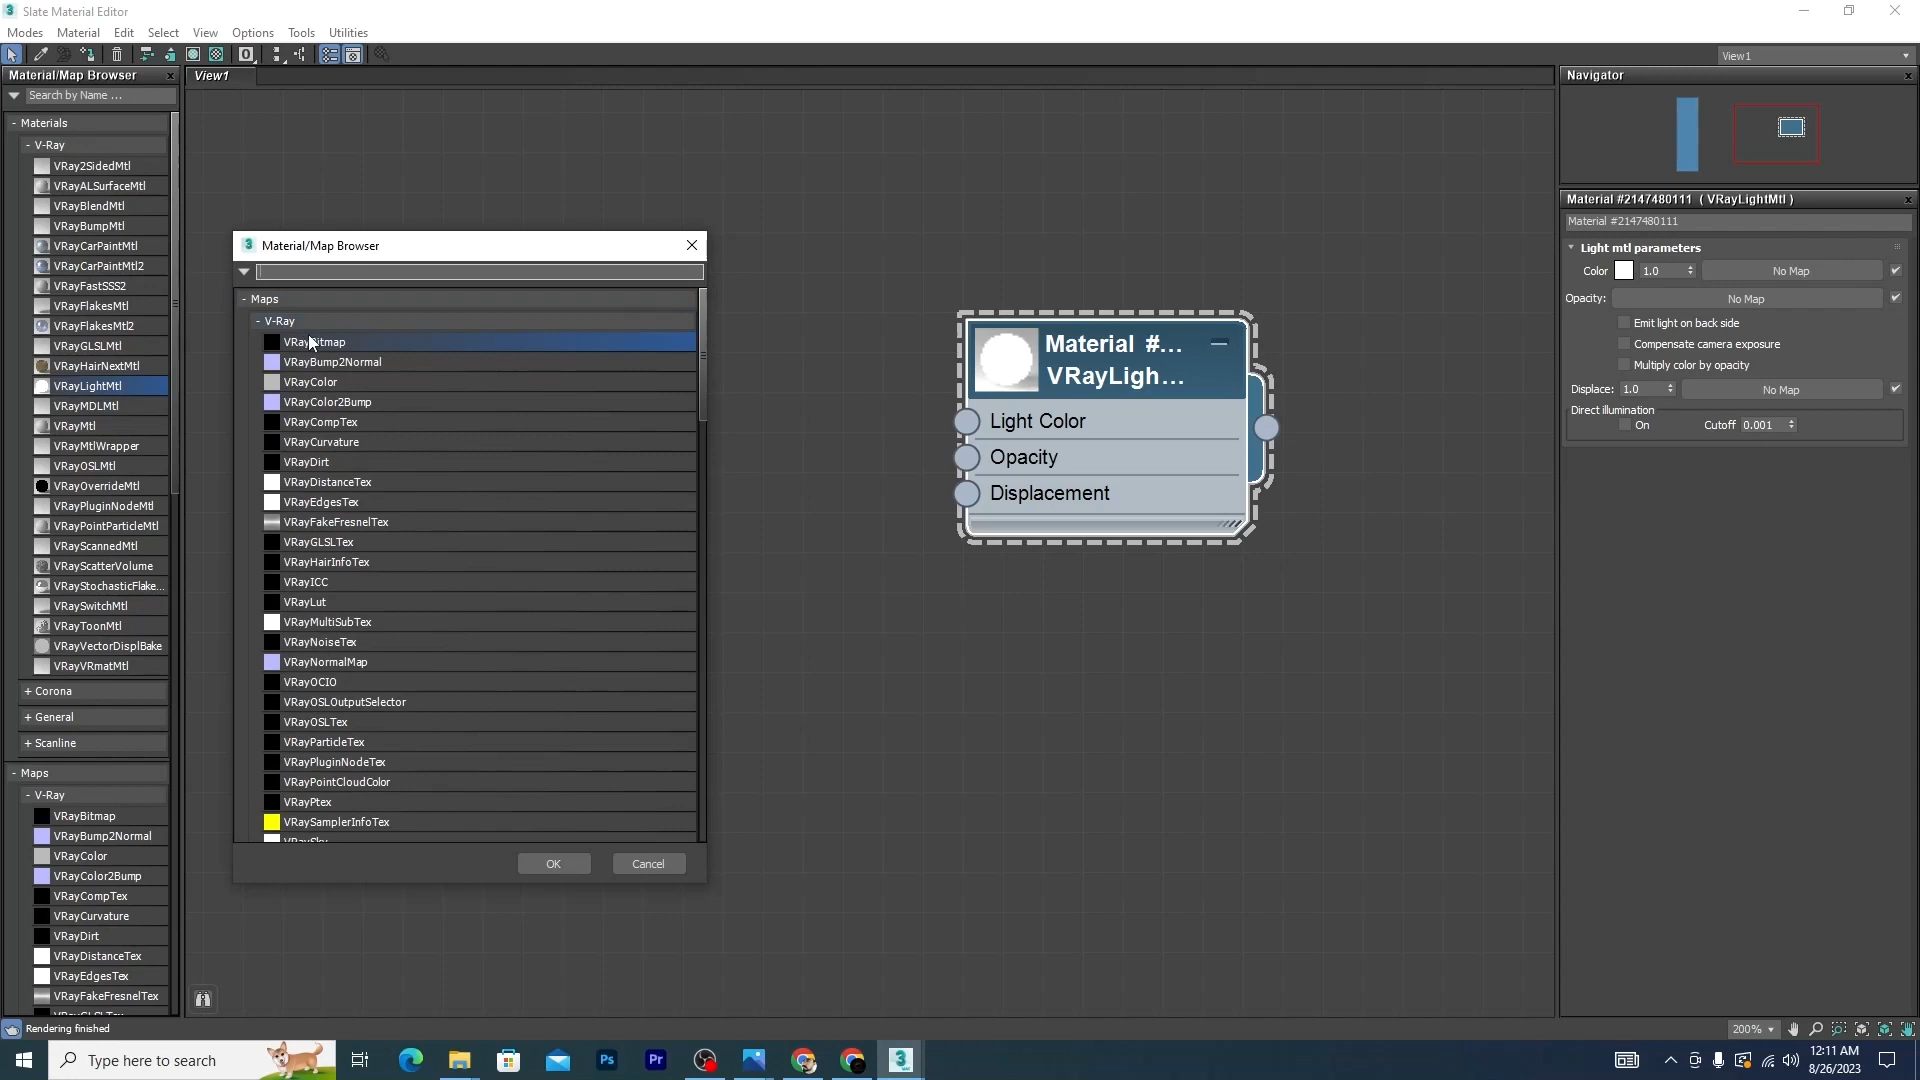 3 Slate Material Editor
Modes Material Edit Select View Options Tools Utilities
View1
Material/Map Browser x
View1
Navigator x
Search by Name ...
- Materials
- V-Ray
VRay2SidedMtl
VRayALSurfaceMtl
VRayBlendMtl
VRayBumpMtl
VRayCarPaintMtl
VRayCarPaintMtl2
VRayFastSSS2
VRayFlakesMtl
VRayFlakesMtl2
VRayGLSLMtl
VRayHairNextMtl
VRayLightMtl
VRayMDLMtl
VRayMtl
VRayMtlWrapper
VRayOSLMtl
VRayOverrideMtl
VRayPluginNodeMtl
VRayPointParticleMtl
VRayScannedMtl
VRayScatterVolume
VRayStochasticFlake...
VRaySwitchMtl
VRayToonMtl
VRayVectorDisplBake
VRayVRmatMtl
+ Corona
+ General
+ Scanline
- Maps
- V-Ray
VRayBitmap
VRayBump2Normal
VRayColor
VRayColor2Bump
VRayCompTex
VRayCurvature
VRayDirt
VRayDistanceTex
VRayEdgesTex
VRayFakeFresnelTex
VRayGLSLTex
3 Material/Map Browser
- Maps
- V-Ray
VRayBitmap
VRayBump2Normal
VRayColor
VRayColor2Bump
VRayCompTex
VRayCurvature
VRayDirt
VRayDistanceTex
VRayEdgesTex
VRayFakeFresnelTex
VRayGLSLTex
VRayHairInfoTex
VRayICC
VRayLut
VRayMultiSubTex
VRayNoiseTex
VRayNormalMap
VRayOCIO
VRayOSLOutputSelector
VRayOSLTex
VRayParticleTex
VRayPluginNodeTex
VRayPointCloudColor
VRayPtex
VRaySamplerInfoTex
VRaySky
OK Cancel
Material #...
VRayLigh...
Light Color
Opacity
Displacement
Material #2147480111 ( VRayLightMtl ) x
Material #2147480111
Light mtl parameters
Color 1.0 No Map
Opacity: No Map
Emit light on back side
Compensate camera exposure
Multiply color by opacity
Displace: 1.0 No Map
Direct illumination
On Cutoff 0.001
Rendering finished
200%
Type here to search
Ps
Pr
3
12:11 AM
8/26/2023